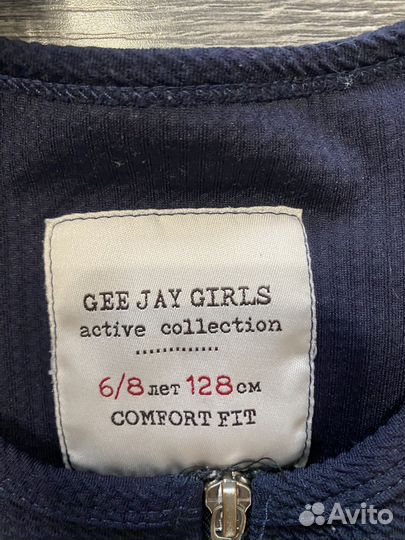 GEE JAY GIRLS
active collection
6/8 лет 128 см
COMFORT FIT
Avito